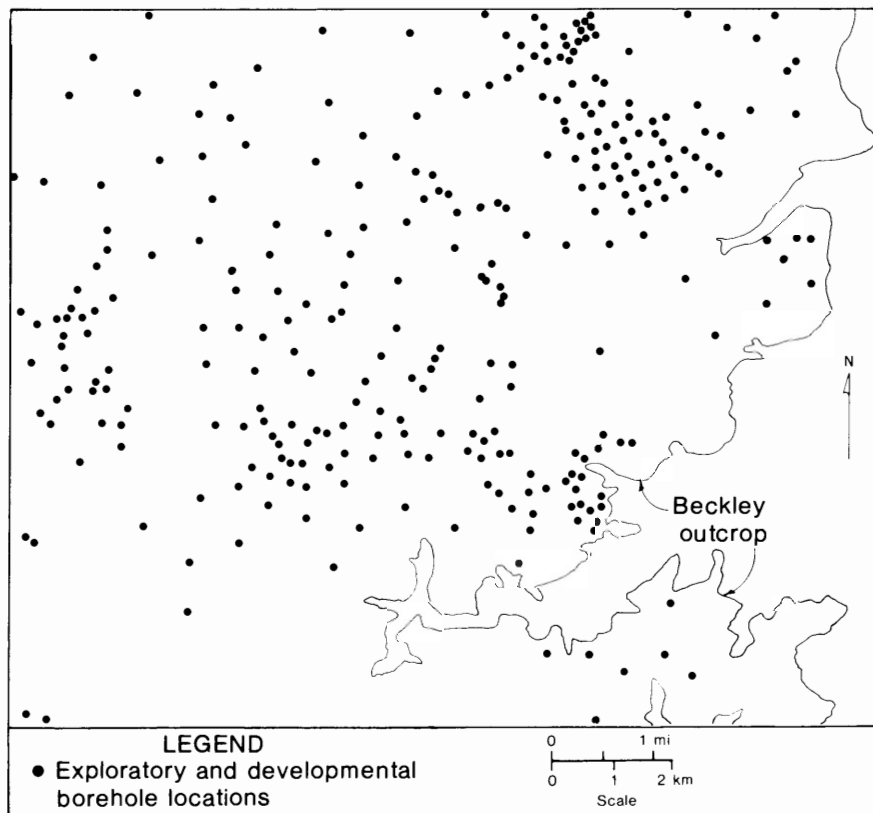 N
Beckley
outcrop
LEGEND
● Exploratory and developmental
borehole locations
0 1 mi
0 1 2 km
Scale